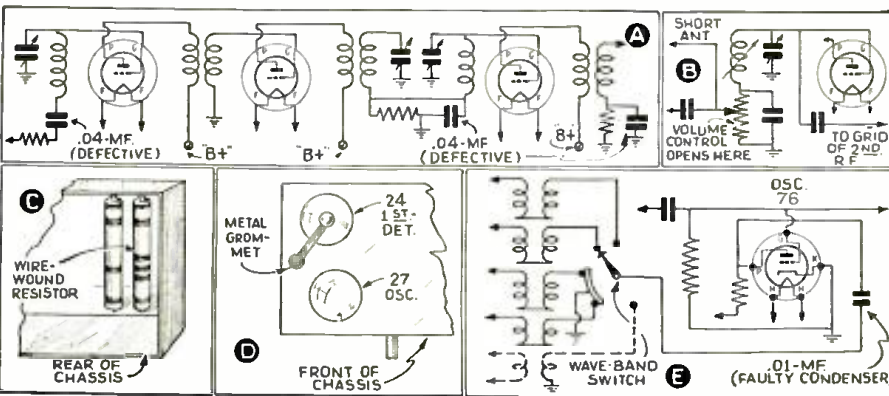 A
.04-MF.
(DEFECTIVE)
"B+"
"B+"
.04-MF.
(DEFECTIVE)
B+
P G
F F
P G
F F
P G
F F
SHORT
ANT
B
VOLUME
CONTROL
OPENS HERE
G
F F
TO GRID
OF 2ND.
R F
C
WIRE-
WOUND
RESISTOR
REAR OF
CHASSIS
METAL
GROM-
MET
24
1ST-
DET.
27
OSC.
D
FRONT OF
CHASSIS
OSC.
76
G
P K
H H
WAVE-BAND
SWITCH
E
.01-MF.
(FAULTY CONDENSER)